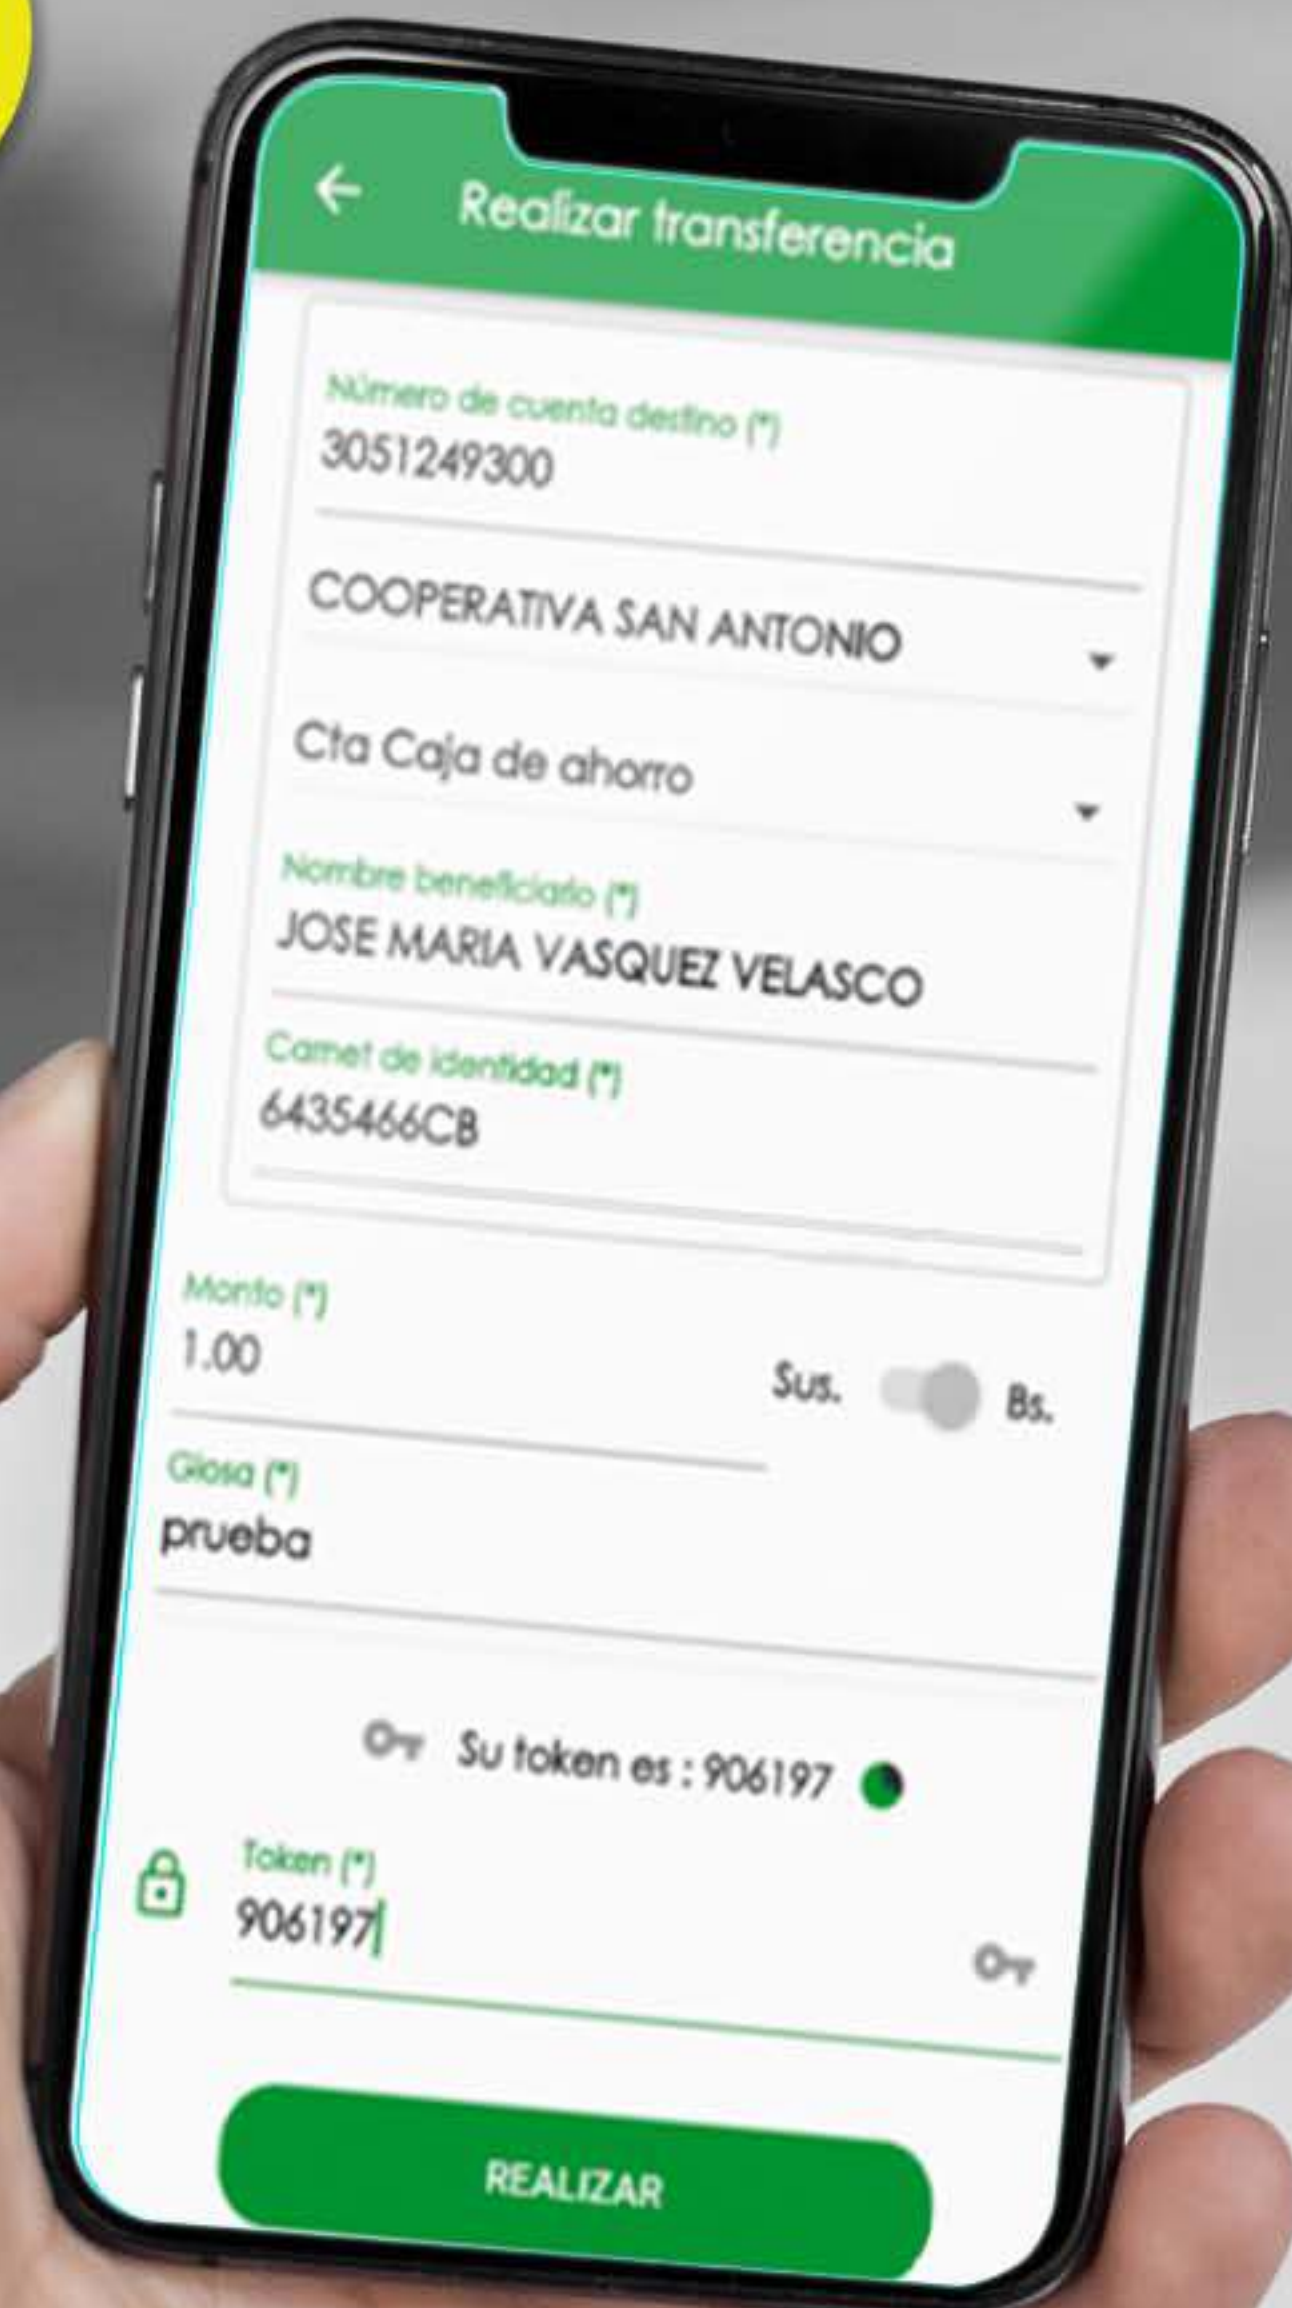 Realizar transferencia
Número de cuenta destino (*)
3051249300
COOPERATIVA SAN ANTONIO
Cta Caja de ahorro
Nombre beneficiario (*)
JOSE MARIA VASQUEZ VELASCO
Carnet de identidad (*)
6435466CB
Monto (*)
1.00
Sus. Bs.
Glosa (*)
prueba
Su token es : 906197
Token (*)
906197
REALIZAR